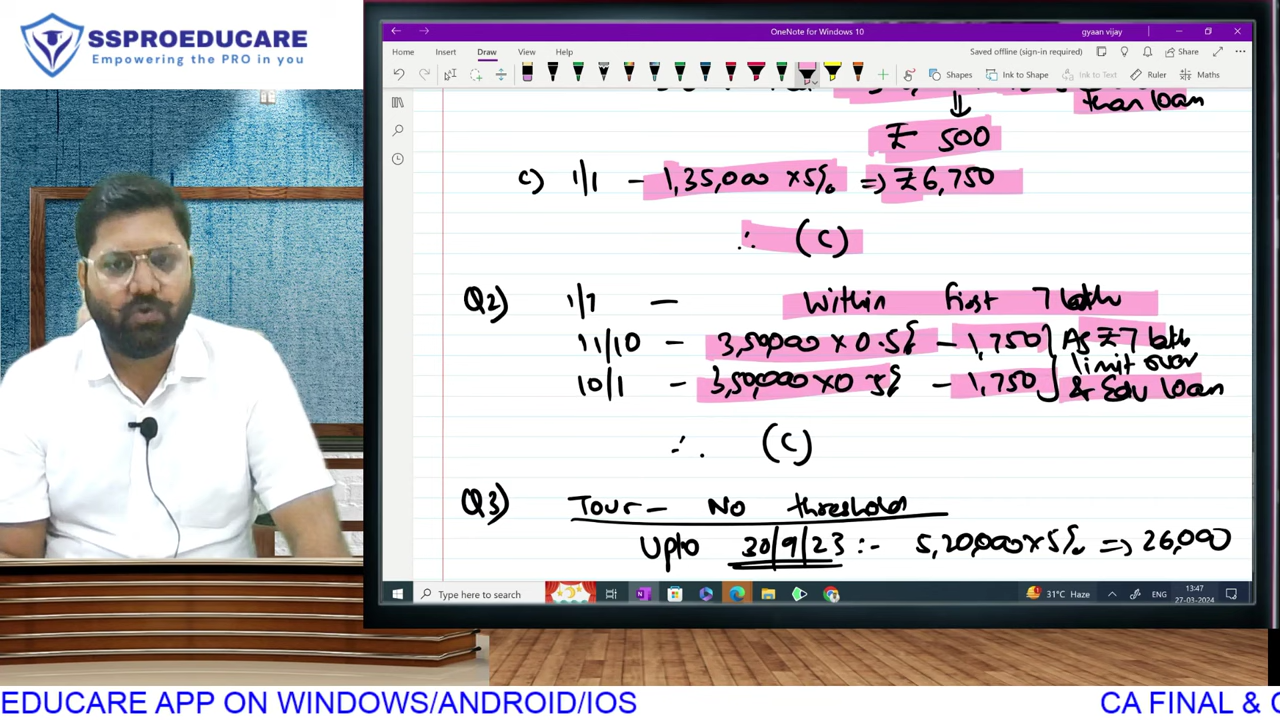 SSPROEDUCARE
Empowering the PRO in you
OneNote for Windows 10
gyaan vijay
Home Insert Draw View Help
Saved offline (sign-in required)
Share
Shapes Ink to Shape Ink to Text Ruler Maths
than loan
₹ 500
c) 1/1 - 1,35,000 x5% => ₹6,750
∴ (c)
Q2) 1/7 — Within first 7 lakh
11/10 - 3,50,000 x 0.5% - 1,750 As ₹7 lakh
limit over
10/1 - 3,50,000 x 0.5% - 1,750 & Edu loan
∴ (c)
Q3) Tour - No threshold
Upto 30/9/23 :- 5,20,000x5% => 26,000
Type here to search
31°C Haze
ENG
13:47
27-03-2024
EDUCARE APP ON WINDOWS/ANDROID/IOS
CA FINAL &